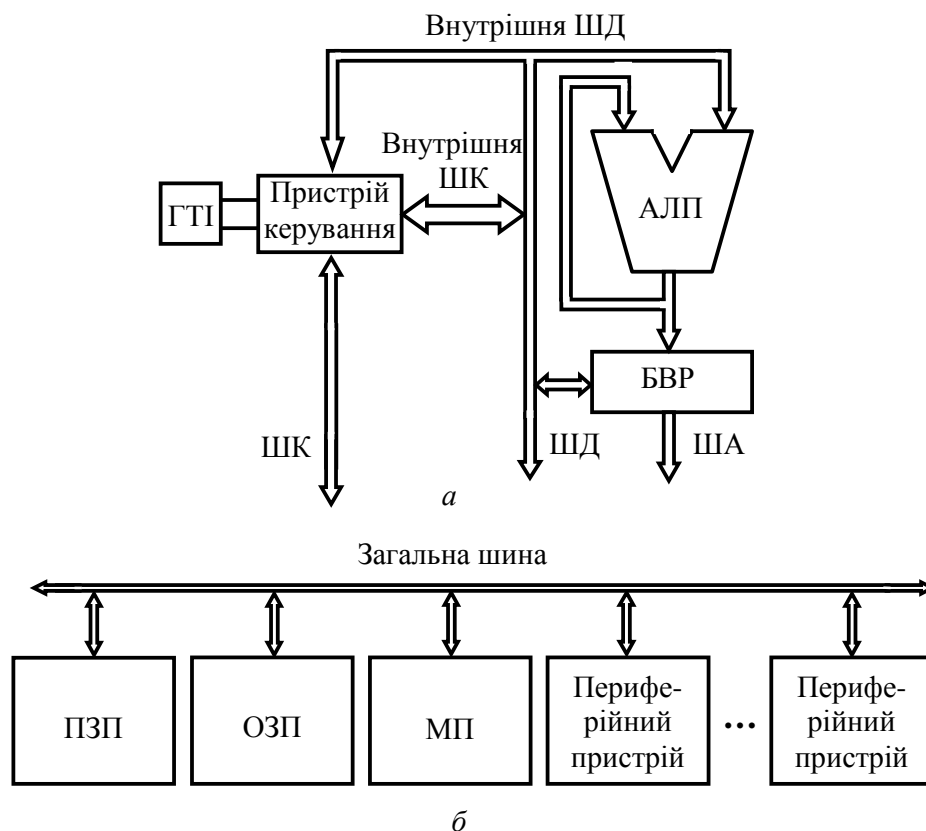 Внутрішня ШД
Внутрішня
ШК
ГТІ
Пристрій
керування
АЛП
БВР
ШК
ШД
ША
а
Загальна шина
ПЗП
ОЗП
МП
Перифе-
рійний
пристрій
...
Перифе-
рійний
пристрій
б